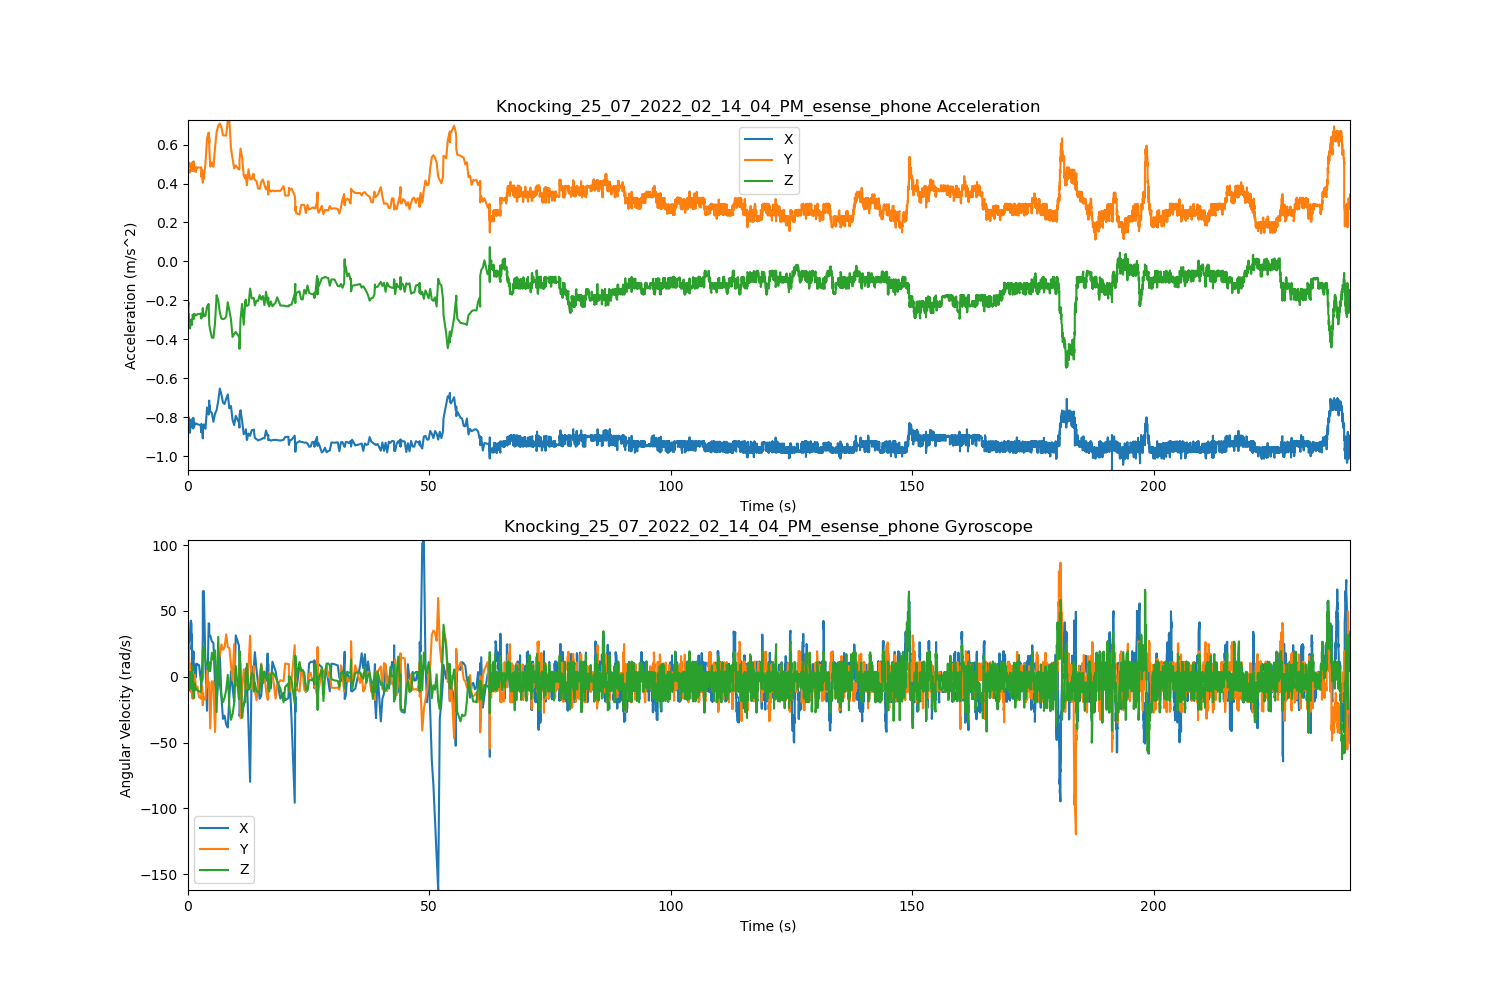 Knocking_25_07_2022_02_14_04_PM_esense_phone Acceleration
Acceleration (m/s^2)
0.6
0.4
0.2
0.0
−0.2
−0.4
−0.6
−0.8
−1.0
X
Y
Z
0 50 100 150 200
Time (s)
Knocking_25_07_2022_02_14_04_PM_esense_phone Gyroscope
Angular Velocity (rad/s)
100
50
0
−50
−100
−150
X
Y
Z
0 50 100 150 200
Time (s)